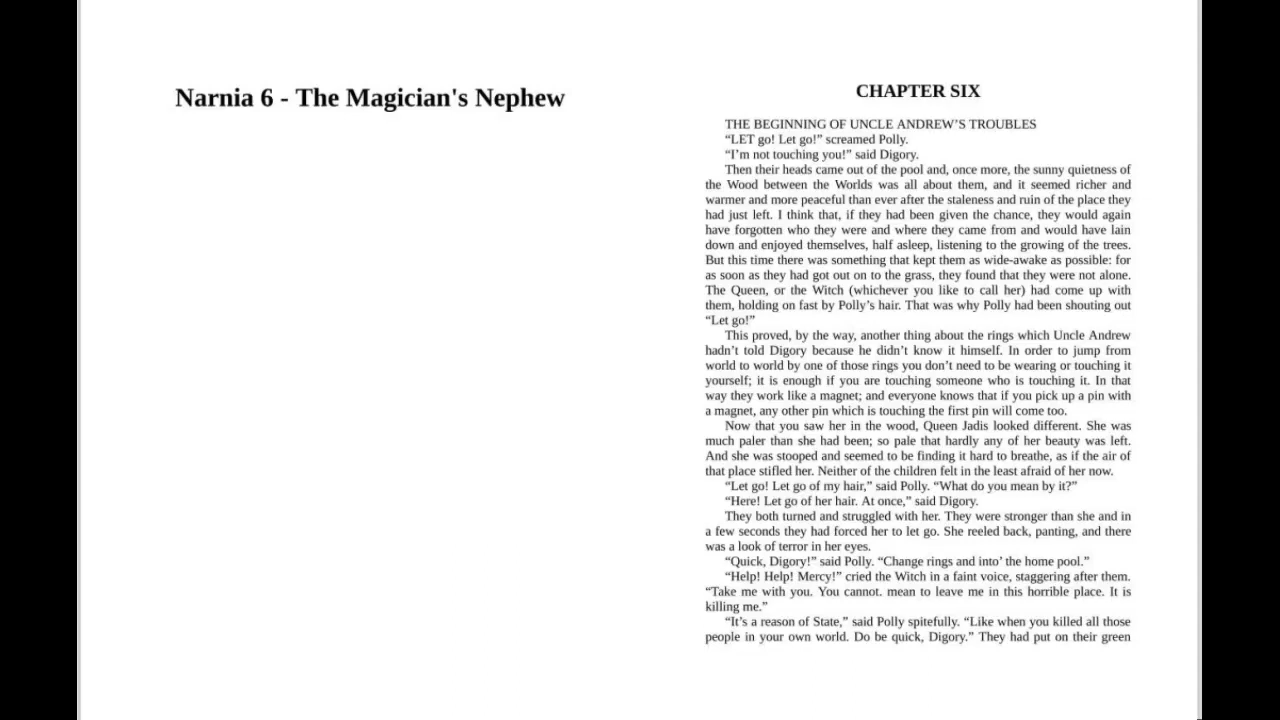 Narnia 6 - The Magician's Nephew
CHAPTER SIX
THE BEGINNING OF UNCLE ANDREW’S TROUBLES
“LET go! Let go!” screamed Polly.
“I’m not touching you!” said Digory.
Then their heads came out of the pool and, once more, the sunny quietness of
the Wood between the Worlds was all about them, and it seemed richer and
warmer and more peaceful than ever after the staleness and ruin of the place they
had just left. I think that, if they had been given the chance, they would again
have forgotten who they were and where they came from and would have lain
down and enjoyed themselves, half asleep, listening to the growing of the trees.
But this time there was something that kept them as wide-awake as possible: for
as soon as they had got out on to the grass, they found that they were not alone.
The Queen, or the Witch (whichever you like to call her) had come up with
them, holding on fast by Polly’s hair. That was why Polly had been shouting out
“Let go!”
This proved, by the way, another thing about the rings which Uncle Andrew
hadn’t told Digory because he didn’t know it himself. In order to jump from
world to world by one of those rings you don’t need to be wearing or touching it
yourself; it is enough if you are touching someone who is touching it. In that
way they work like a magnet; and everyone knows that if you pick up a pin with
a magnet, any other pin which is touching the first pin will come too.
Now that you saw her in the wood, Queen Jadis looked different. She was
much paler than she had been; so pale that hardly any of her beauty was left.
And she was stooped and seemed to be finding it hard to breathe, as if the air of
that place stifled her. Neither of the children felt in the least afraid of her now.
“Let go! Let go of my hair,” said Polly. “What do you mean by it?”
“Here! Let go of her hair. At once,” said Digory.
They both turned and struggled with her. They were stronger than she and in
a few seconds they had forced her to let go. She reeled back, panting, and there
was a look of terror in her eyes.
“Quick, Digory!” said Polly. “Change rings and into’ the home pool.”
“Help! Help! Mercy!” cried the Witch in a faint voice, staggering after them.
“Take me with you. You cannot. mean to leave me in this horrible place. It is
killing me.”
“It’s a reason of State,” said Polly spitefully. “Like when you killed all those
people in your own world. Do be quick, Digory.” They had put on their green